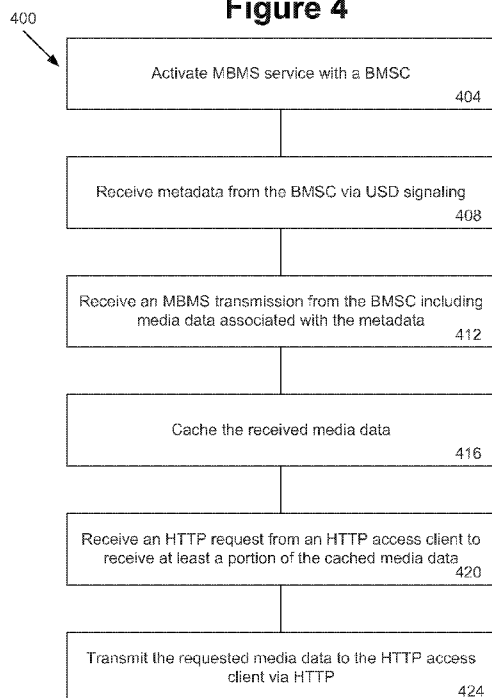 Figure 4
400
Activate MBMS service with a BMSC
404
Receive metadata from the BMSC via USD signaling
408
Receive an MBMS transmission from the BMSC including
media data associated with the metadata
412
Cache the received media data
416
Receive an HTTP request from an HTTP access client to
receive at least a portion of the cached media data
420
Transmit the requested media data to the HTTP access
client via HTTP
424